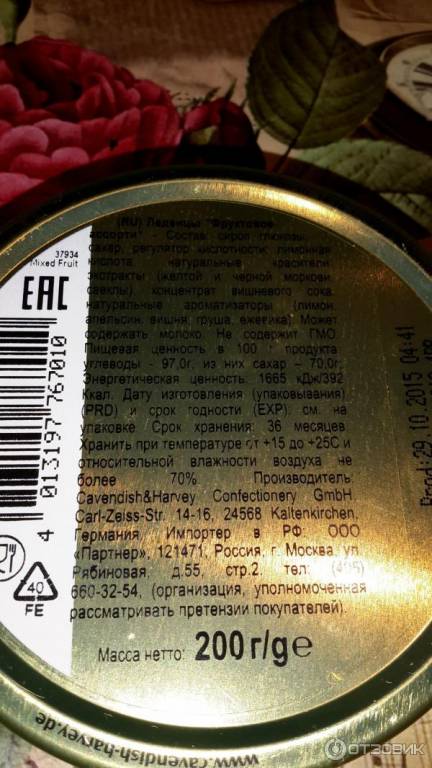 37934
Mixed Fruit
EAC
4 013197 767010
40
FE
(RU) Леденцы "Фруктовое
ассорти" - Состав: сироп глюкозы,
сахар, регулятор кислотности: лимонная
кислота, натуральные красители:
экстракты (желтой и черной моркови,
свеклы), концентрат вишневого сока,
натуральные ароматизаторы (лимон,
апельсин, вишня, груша, ежевика). Может
содержать молоко. Не содержит ГМО.
Пищевая ценность в 100 г продукта
углеводы - 97,0г, из них сахар – 70,0г.
Энергетическая ценность: 1665 кДж/392
Ккал. Дату изготовления (упаковывания)
(PRD) и срок годности (EXP): см. на
упаковке Срок хранения: 36 месяцев
Хранить при температуре от +15 до +25С и
относительной влажности воздуха не
более 70% Производитель:
Cavendish&Harvey Confectionery GmbH
Carl-Zeiss-Str. 14-16, 24568 Kaltenkirchen,
Германия Импортер в РФ: ООО
«Партнер», 121471, Россия, г. Москва, ул.
Рябиновая, д.55, стр.2, тел: (495)
660-32-54, (организация, уполномоченная
рассматривать претензии покупателей).
Масса нетто: 200 г/g℮
Prod: 29.10.2015 04:41
www.cavendish-harvey.de
ОТЗОВИК